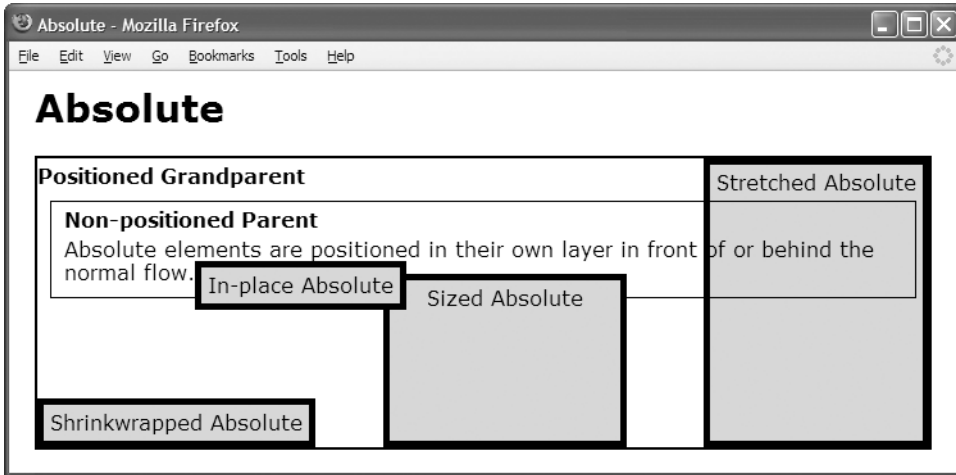 Absolute - Mozilla Firefox
File Edit View Go Bookmarks Tools Help
Absolute
Positioned Grandparent
Stretched Absolute
Non-positioned Parent
Absolute elements are positioned in their own layer in front of or behind the
normal flow.
In-place Absolute
Sized Absolute
Shrinkwrapped Absolute